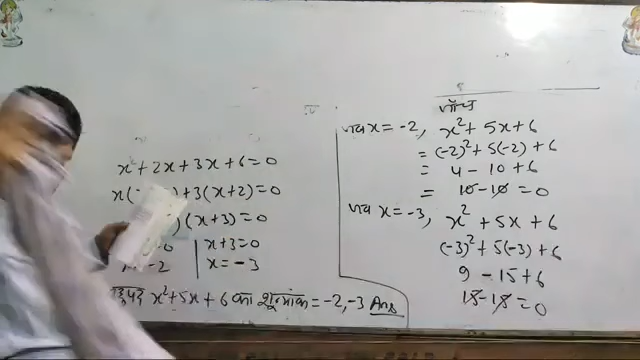 x² + 2x + 3x + 6 = 0
x( + 3(x + 2) = 0
(x + 3) = 0
x + 3 = 0
x = -3
बहुपद x² + 5x + 6 का शून्यांक = -2, -3 Ans
जाँच
जब x = -2, x² + 5x + 6
= (-2)² + 5(-2) + 6
= 4 - 10 + 6
= 10 - 10 = 0
जब x = -3, x² + 5x + 6
(-3)² + 5(-3) + 6
9 - 15 + 6
15 - 15 = 0